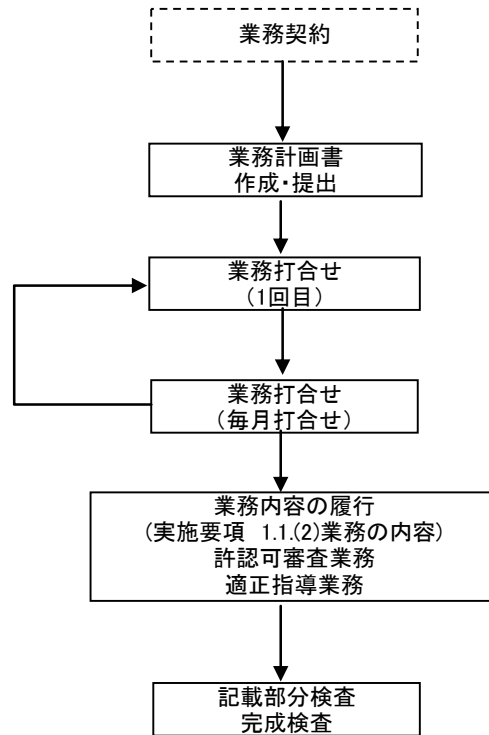 業務契約
業務計画書
作成・提出
業務打合せ
(1回目)
業務打合せ
(毎月打合せ)
業務内容の履行
(実施要項 1.1.(2)業務の内容)
許認可審査業務
適正指導業務
記載部分検査
完成検査